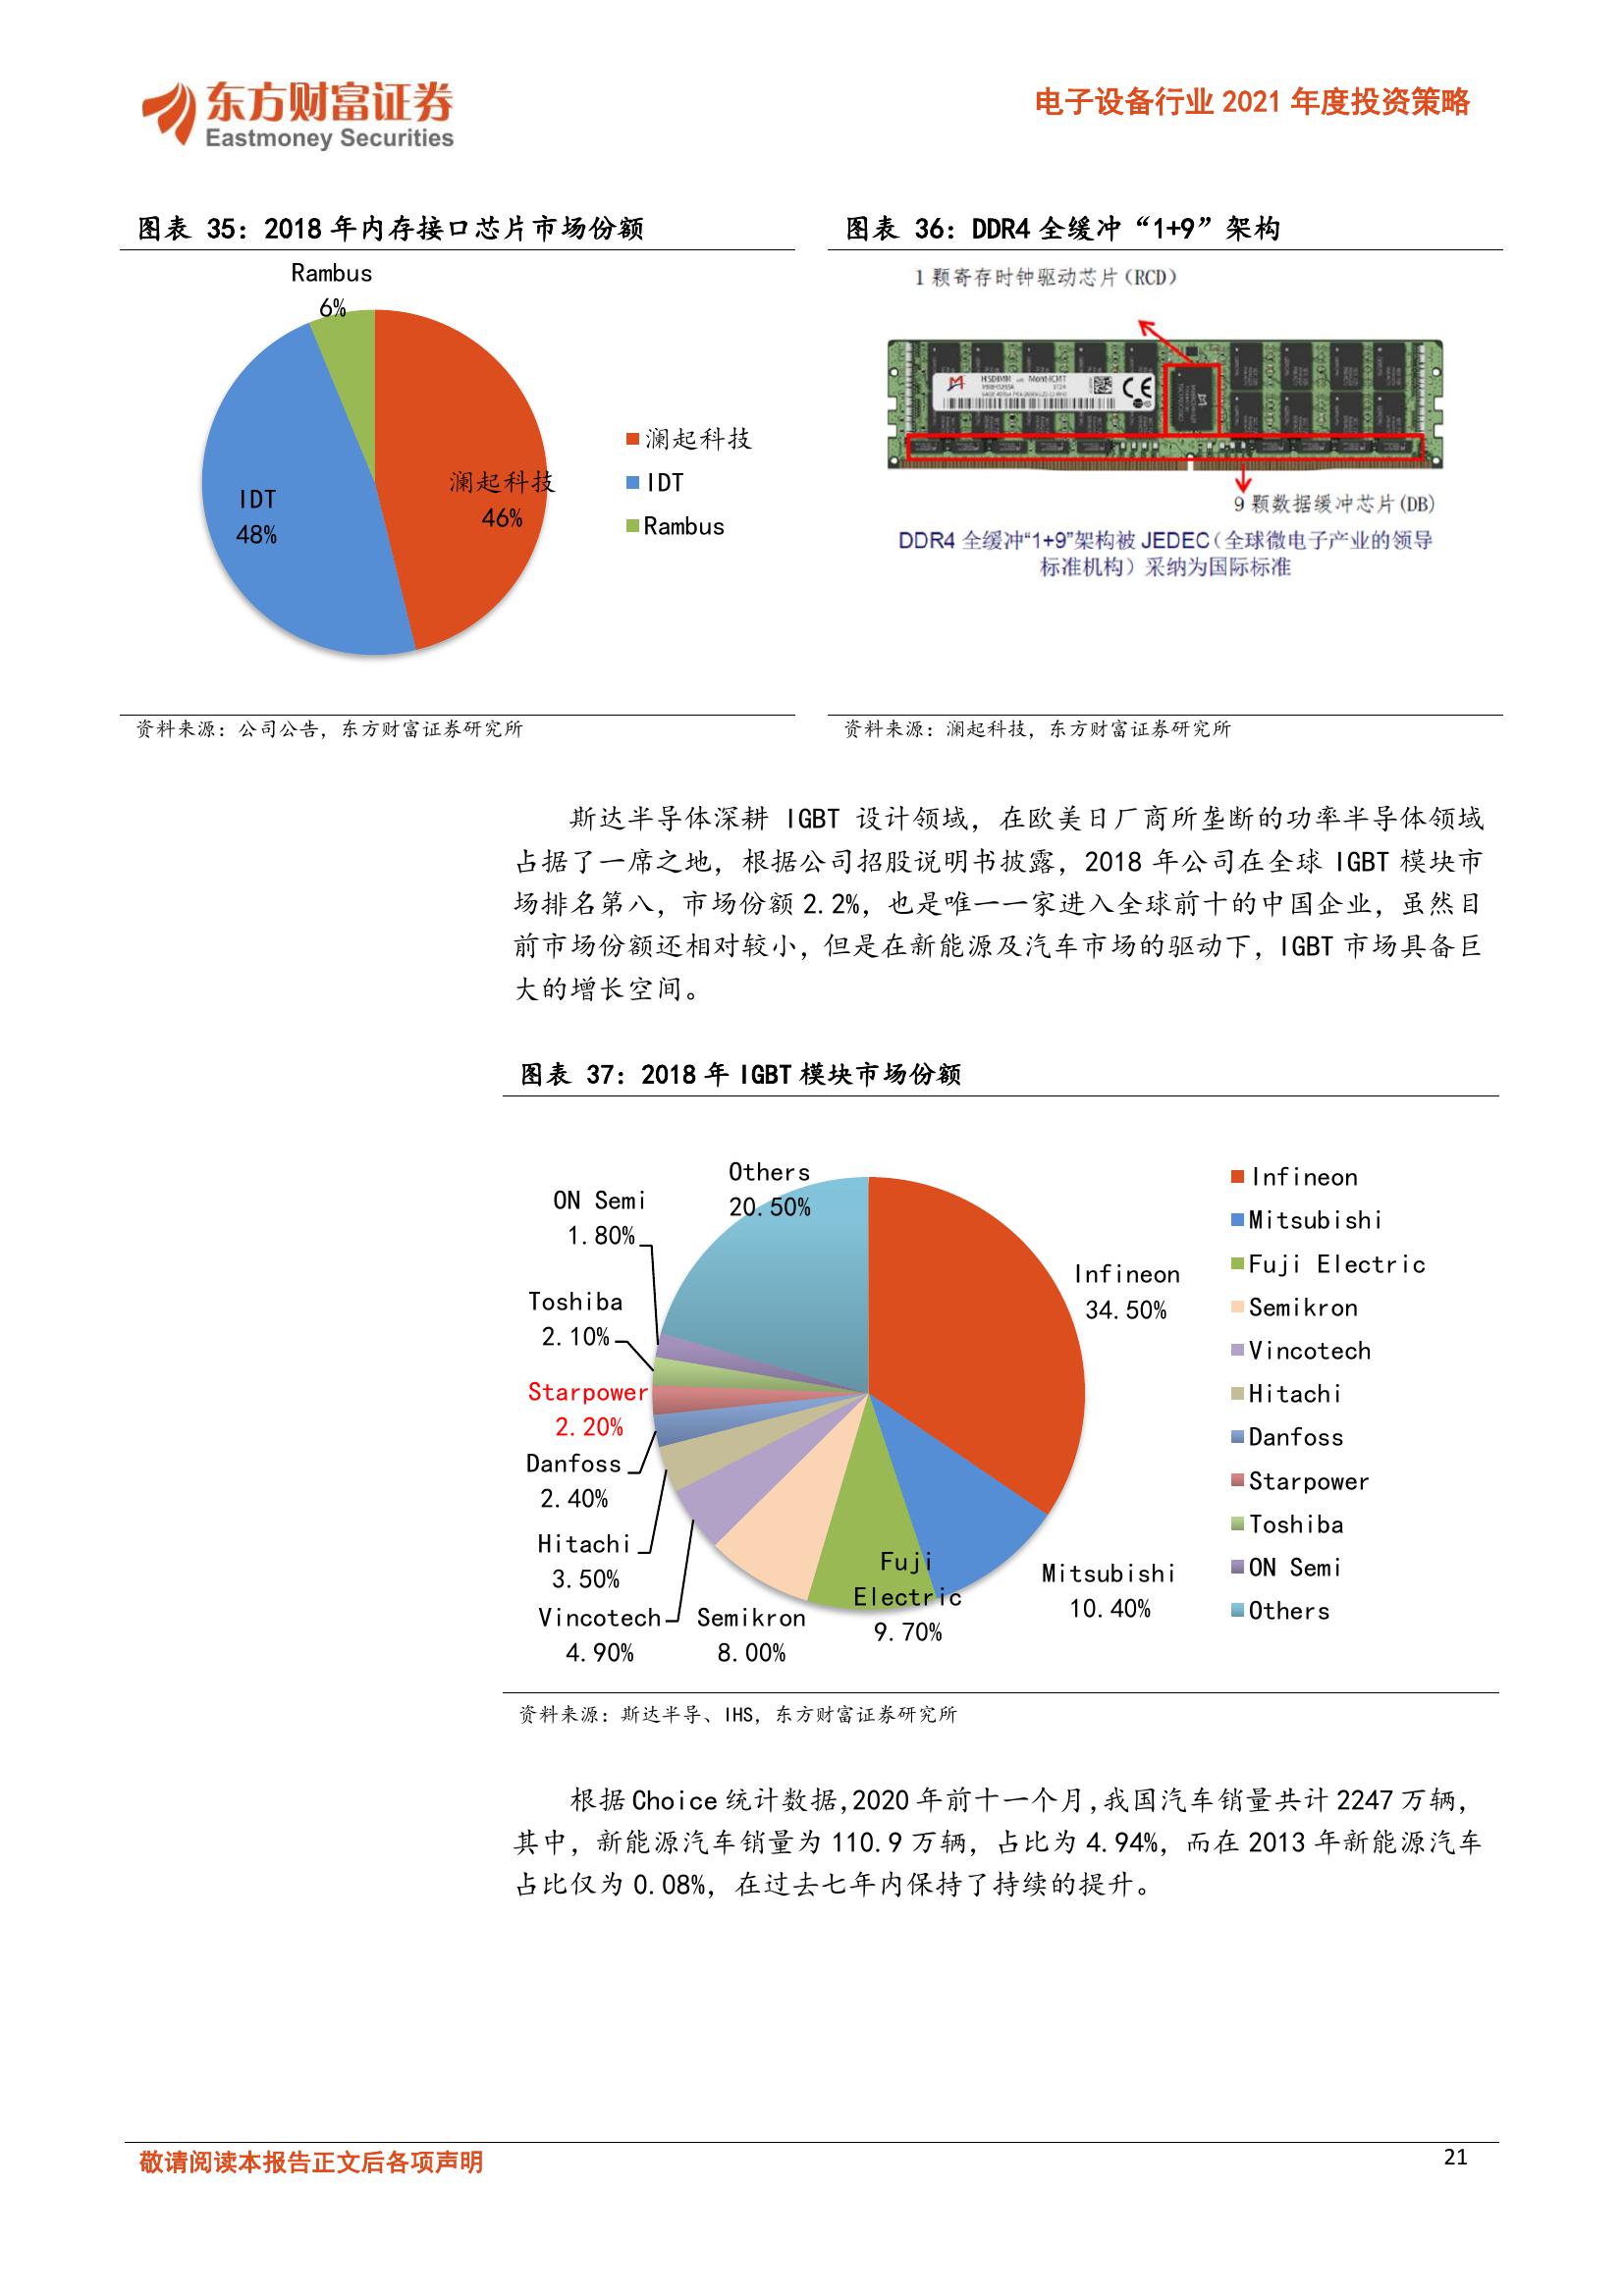 东方财富证券
Eastmoney Securities
电子设备行业 2021 年度投资策略
图表 35：2018 年内存接口芯片市场份额
Rambus
6%
IDT
48%
澜起科技
46%
澜起科技
IDT
Rambus
资料来源：公司公告，东方财富证券研究所
图表 36：DDR4 全缓冲“1+9”架构
1 颗寄存时钟驱动芯片（RCD）
9 颗数据缓冲芯片(DB)
DDR4 全缓冲“1+9”架构被 JEDEC（全球微电子产业的领导
标准机构）采纳为国际标准
资料来源：澜起科技，东方财富证券研究所
斯达半导体深耕 IGBT 设计领域，在欧美日厂商所垄断的功率半导体领域
占据了一席之地，根据公司招股说明书披露，2018 年公司在全球 IGBT 模块市
场排名第八，市场份额 2.2%，也是唯一一家进入全球前十的中国企业，虽然目
前市场份额还相对较小，但是在新能源及汽车市场的驱动下，IGBT 市场具备巨
大的增长空间。
图表 37：2018 年 IGBT 模块市场份额
Others
20.50%
ON Semi
1.80%
Toshiba
2.10%
Starpower
2.20%
Danfoss
2.40%
Hitachi
3.50%
Vincotech
4.90%
Semikron
8.00%
Fuji
Electric
9.70%
Mitsubishi
10.40%
Infineon
34.50%
Infineon
Mitsubishi
Fuji Electric
Semikron
Vincotech
Hitachi
Danfoss
Starpower
Toshiba
ON Semi
Others
资料来源：斯达半导、IHS，东方财富证券研究所
根据 Choice 统计数据,2020 年前十一个月,我国汽车销量共计 2247 万辆，
其中，新能源汽车销量为 110.9 万辆，占比为 4.94%，而在 2013 年新能源汽车
占比仅为 0.08%，在过去七年内保持了持续的提升。
敬请阅读本报告正文后各项声明
21